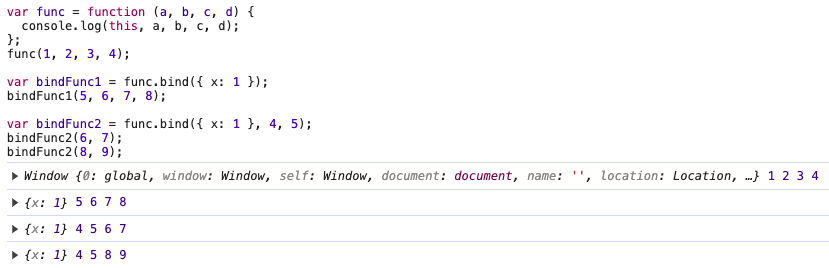 var func = function (a, b, c, d) {
  console.log(this, a, b, c, d);
};
func(1, 2, 3, 4);

var bindFunc1 = func.bind({ x: 1 });
bindFunc1(5, 6, 7, 8);

var bindFunc2 = func.bind({ x: 1 }, 4, 5);
bindFunc2(6, 7);
bindFunc2(8, 9);
▶ Window {0: global, window: Window, self: Window, document: document, name: '', location: Location, …} 1 2 3 4
▶ {x: 1} 5 6 7 8
▶ {x: 1} 4 5 6 7
▶ {x: 1} 4 5 8 9